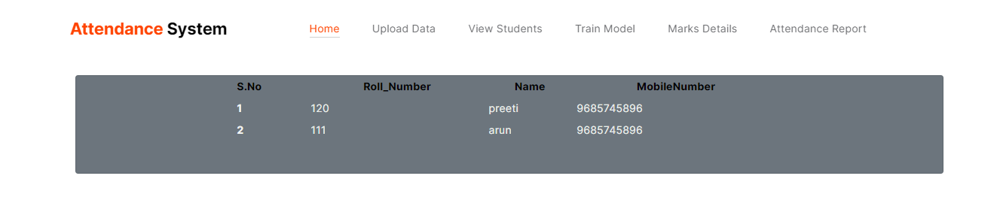 Attendance System Home Upload Data View Students Train Model Marks Details Attendance Report
S.No Roll_Number Name MobileNumber
1 120 preeti 9685745896
2 111 arun 9685745896